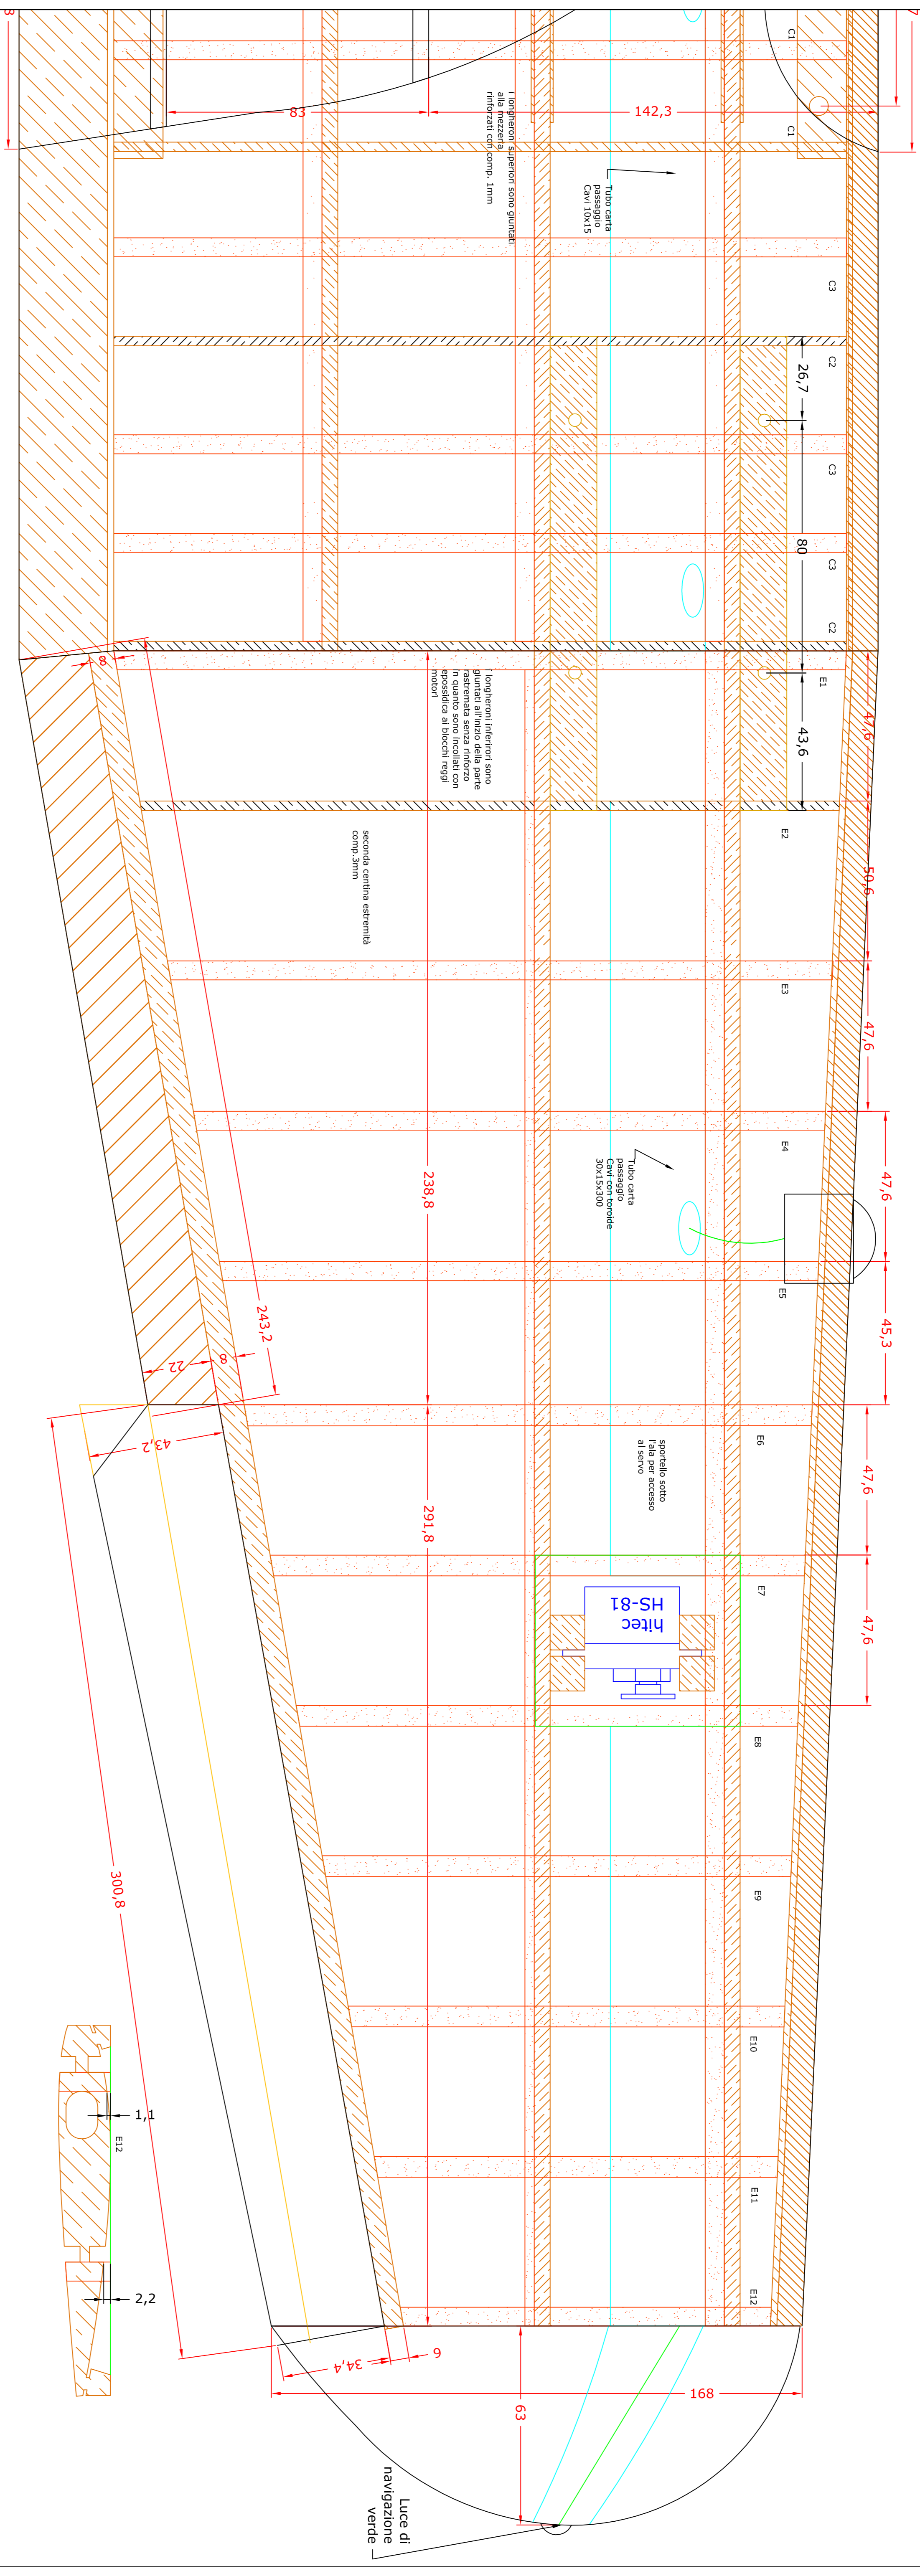 8
7
C1
C1
83
142,3
I longheroni superiori sono giuntati
alla mezzeria
rinforzati con comp. 1mm
Tubo carta
passaggio
Cavi 10x15
C3
C2
26,7
C3
80
C3
C2
8
E1
47,6
43,6
I longheroni inferirori sono
giuntati all'inizio della parte
rastremata senza rinforzo
in quanto sono incollati con
epossidica ai blocchi reggi
motori
seconda centina estremità
comp.3mm
E2
50,6
E3
47,6
E4
47,6
Tubo carta
passaggio
Cavi con toroide
30x15x300
238,8
243,2
E5
45,3
22
8
43,2
E6
sportello sotto
l'ala per accesso
al servo
47,6
291,8
E7
hitec
HS-81
47,6
E8
300,8
E9
E10
E11
E12
1,1
E12
2,2
6
34,4
168
63
Luce di
navigazione
verde